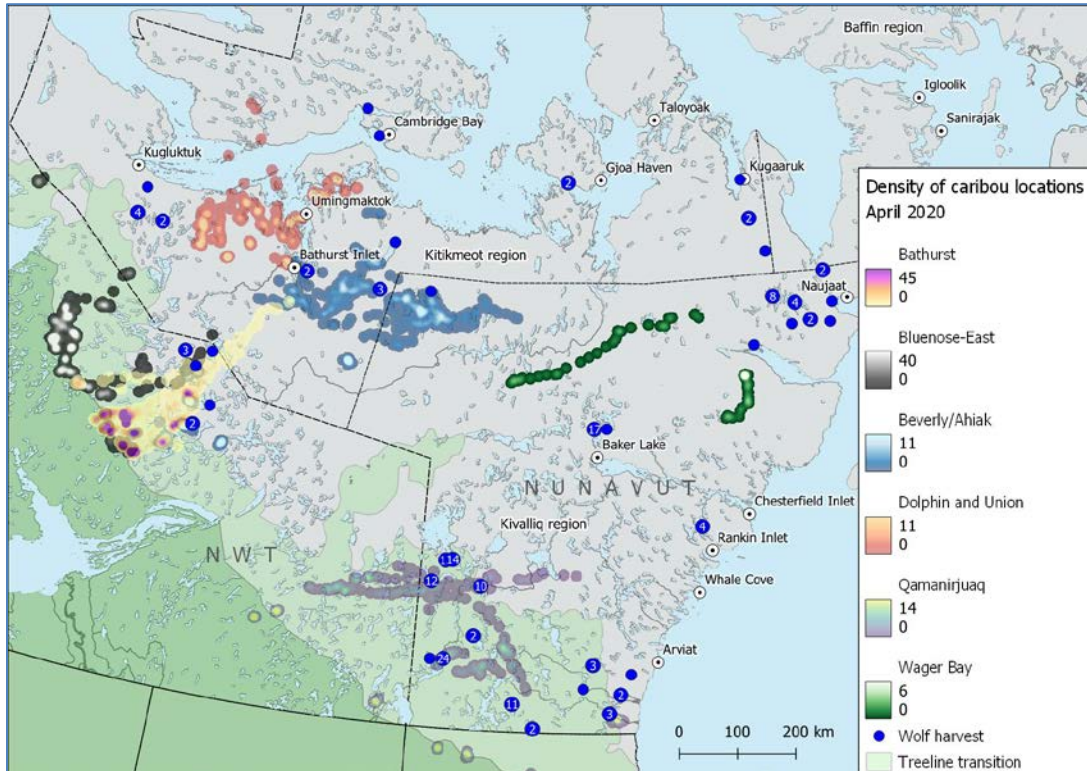 Baffin region
Igloolik
Sanirajak
Taloyoak
Cambridge Bay
Kugluktuk
Gjoa Haven
Kugaaruk
2
4
2
Umingmaktok
2
Bathurst Inlet
2
Kitikmeot region
3
2
Naujaat
8
4
2
3
2
17
Baker Lake
NUNAVUT
Chesterfield Inlet
Kivalliq region
4
Rankin Inlet
NWT
Whale Cove
114
12
10
2
24
3
Arviat
11
2
3
2
0 100 200 km
Density of caribou locations
April 2020
Bathurst
45
0
Bluenose-East
40
0
Beverly/Ahiak
11
0
Dolphin and Union
11
0
Qamanirjuaq
14
0
Wager Bay
6
0
Wolf harvest
Treeline transition